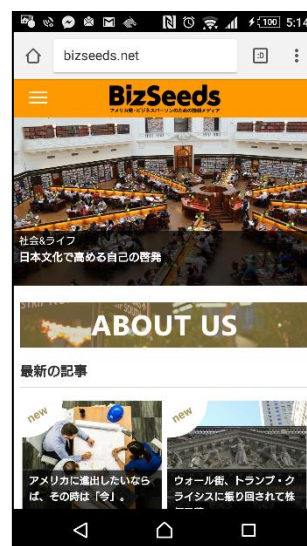 100 5:14
bizseeds.net
:D
BizSeeds
アメリカ発・ビジネスパーソンのための情報メディア
社会&ライフ
日本文化で高める自己の啓発
ABOUT US
最新の記事
new
アメリカに進出したいなら
ば、その時は「今」。
new
ウォール街、トランプ・ク
ライシスに振り回されて株